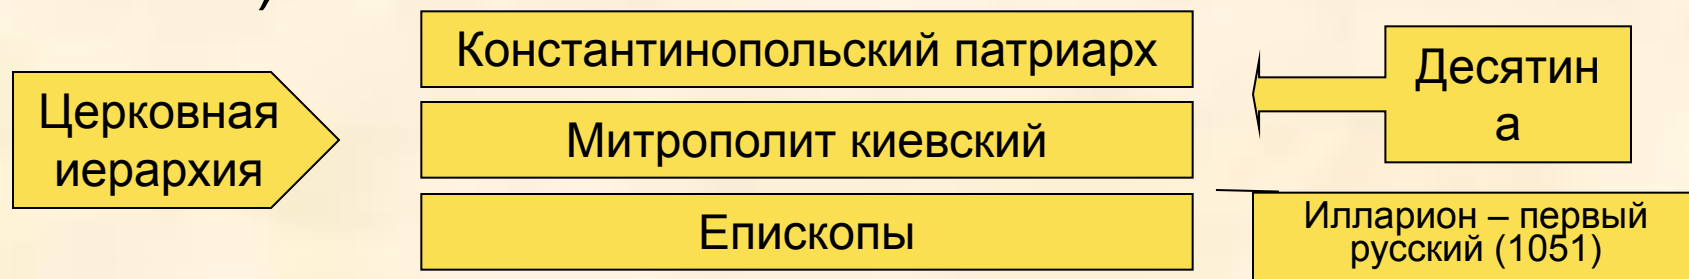 Церковная
иерархия
Константинопольский патриарх
Митрополит киевский
Епископы
Десятин
а
Илларион – первый
русский (1051)